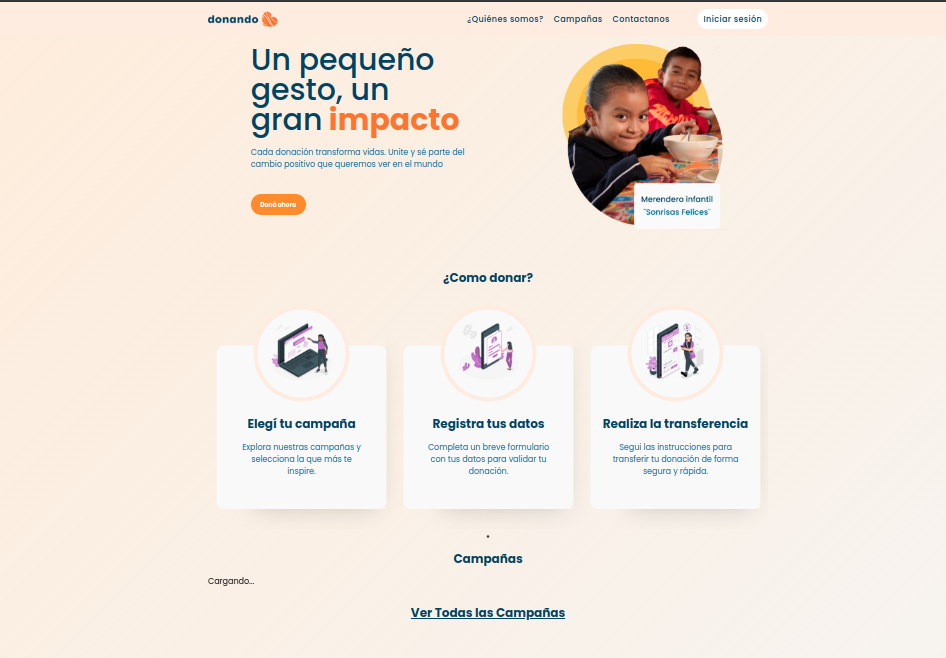 donando
¿Quiénes somos? Campañas Contactanos Iniciar sesión
Un pequeño
gesto, un
gran impacto
Cada donación transforma vidas. Unite y sé parte del
cambio positivo que queremos ver en el mundo
Doná ahora
Merendero infantil
"Sonrisas Felices"
¿Como donar?
Elegí tu campaña
Explora nuestras campañas y
selecciona la que más te
inspire.
Registra tus datos
Completa un breve formulario
con tus datos para validar tu
donación.
Realiza la transferencia
Segui las instrucciones para
transferir tu donación de forma
segura y rápida.
.
Campañas
Cargando...
Ver Todas las Campañas